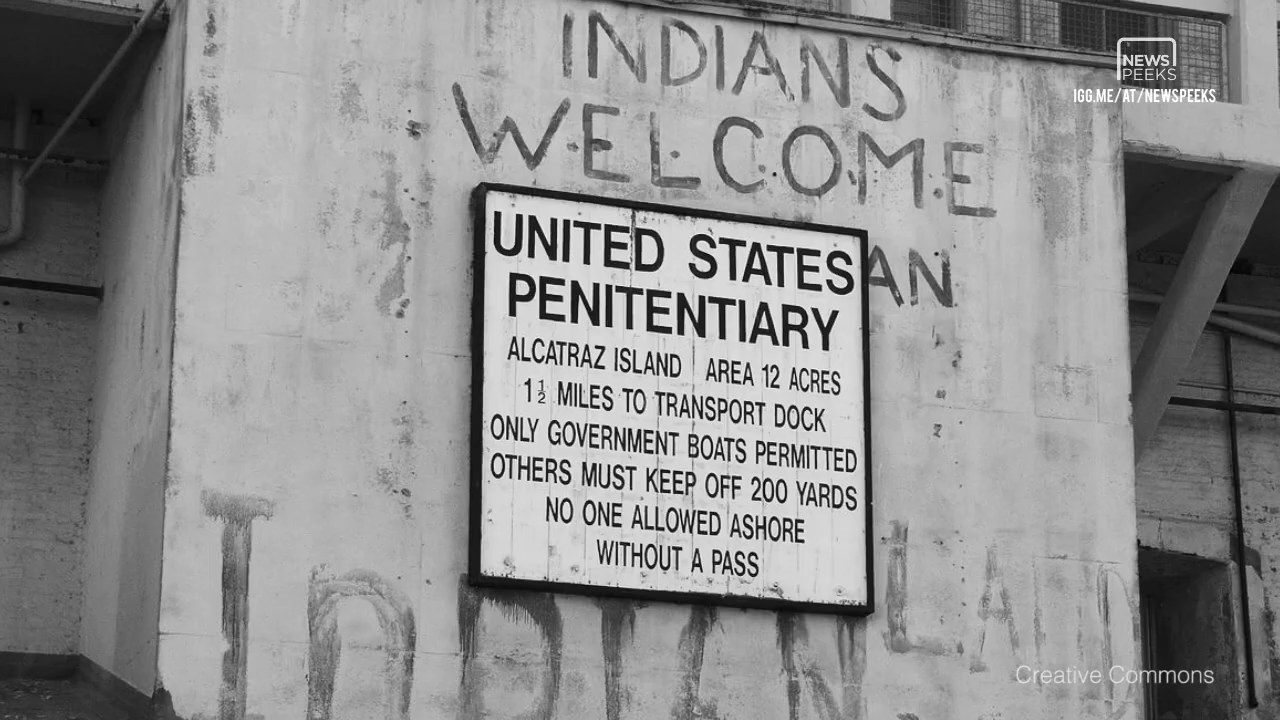 INDIANS
WELCOME
AN
UNITED STATES
PENITENTIARY
ALCATRAZ ISLAND AREA 12 ACRES
1½ MILES TO TRANSPORT DOCK
ONLY GOVERNMENT BOATS PERMITTED
OTHERS MUST KEEP OFF 200 YARDS
NO ONE ALLOWED ASHORE
WITHOUT A PASS
INDIAN LAND
NEWS
PEEKS
IGG.ME/AT/NEWSPEEKS
Creative Commons